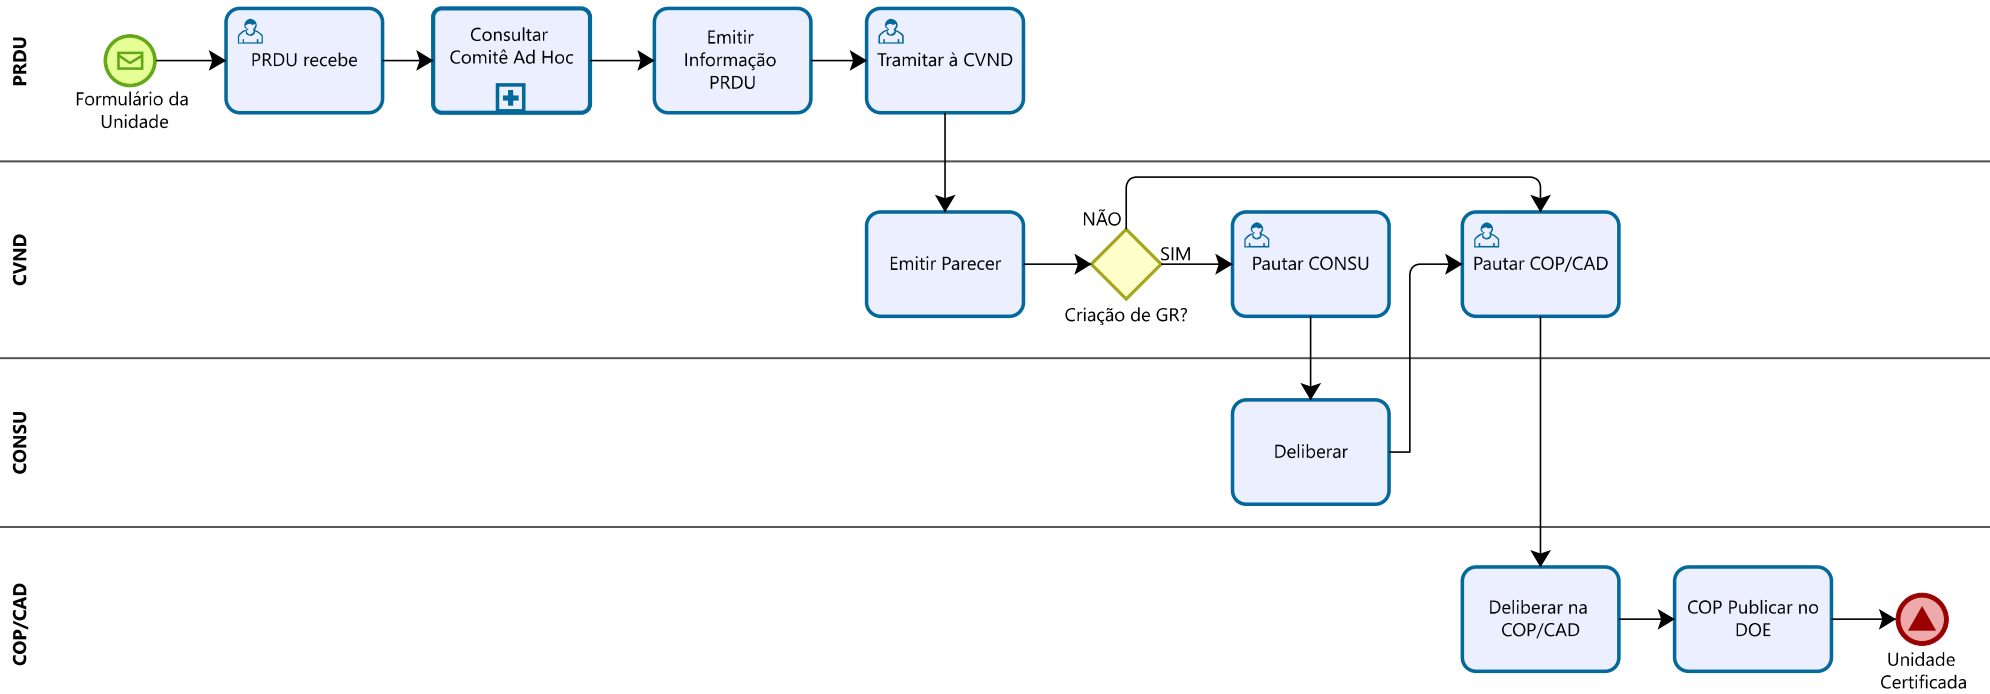 PRDU
Formulário da
Unidade
PRDU recebe
Consultar
Comitê Ad Hoc
Emitir
Informação
PRDU
Tramitar à CVND
CVND
Emitir Parecer
NÃO
SIM
Criação de GR?
Pautar CONSU
Pautar COP/CAD
CONSU
Deliberar
COP/CAD
Deliberar na
COP/CAD
COP Publicar no
DOE
Unidade
Certificada